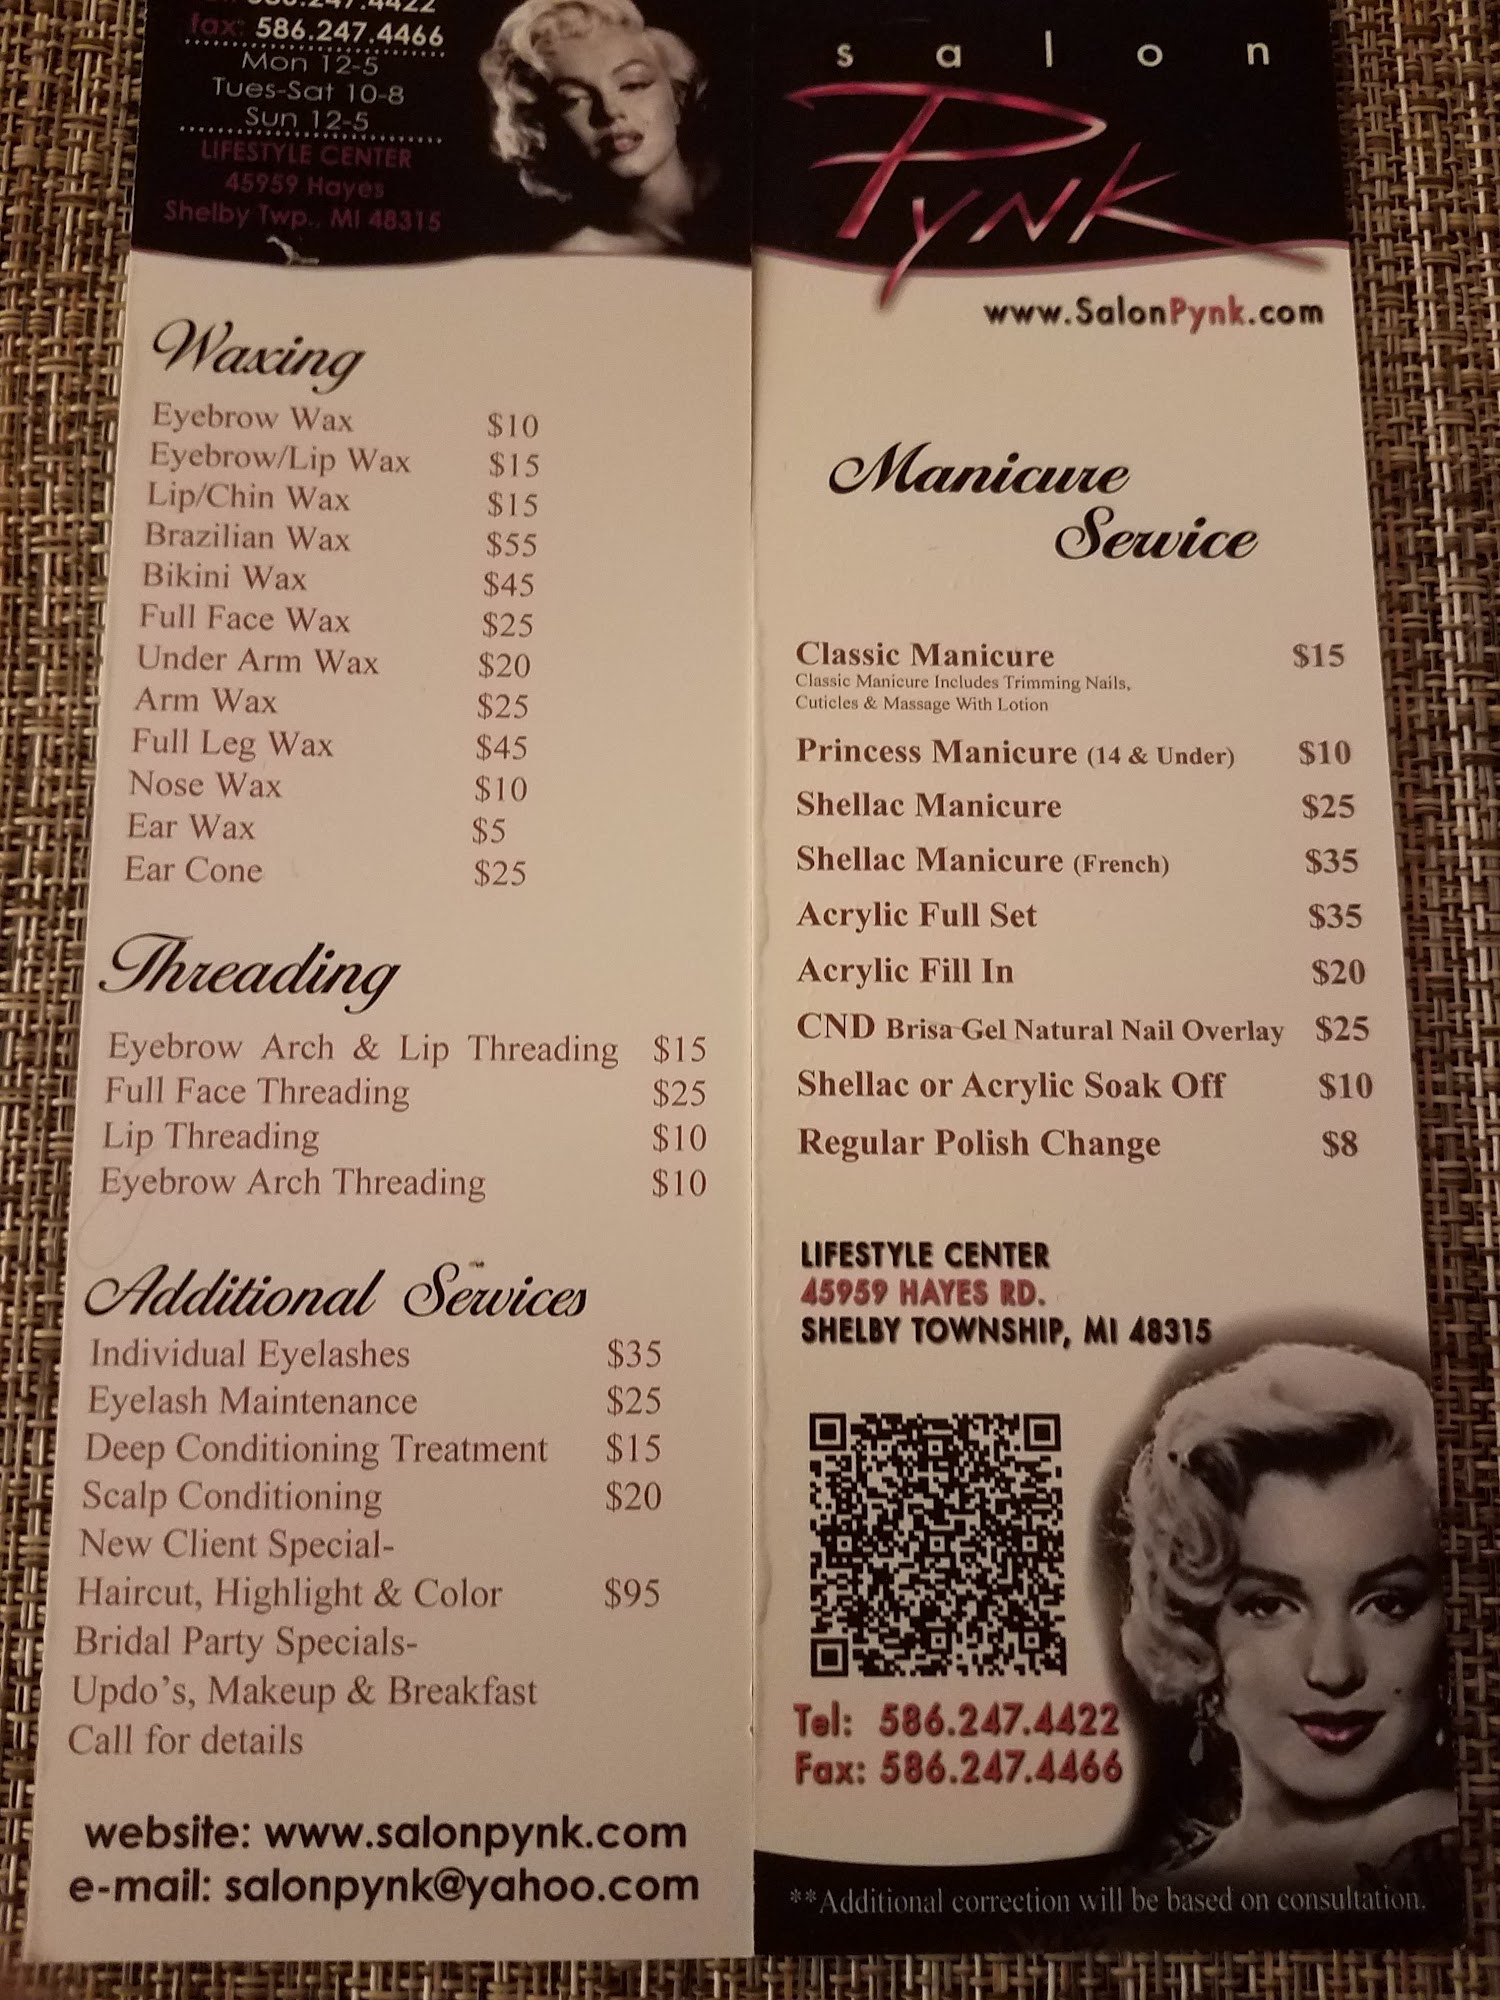 586.247.4422
fax: 586.247.4466
Mon 12-5
Tues-Sat 10-8
Sun 12-5
LIFESTYLE CENTER
45959 Hayes
Shelby Twp., MI 48315
Waxing
Eyebrow Wax $10
Eyebrow/Lip Wax $15
Lip/Chin Wax $15
Brazilian Wax $55
Bikini Wax $45
Full Face Wax $25
Under Arm Wax $20
Arm Wax $25
Full Leg Wax $45
Nose Wax $10
Ear Wax $5
Ear Cone $25
Threading
Eyebrow Arch & Lip Threading $15
Full Face Threading $25
Lip Threading $10
Eyebrow Arch Threading $10
Additional Services
Individual Eyelashes $35
Eyelash Maintenance $25
Deep Conditioning Treatment $15
Scalp Conditioning $20
New Client Special-
Haircut, Highlight & Color $95
Bridal Party Specials-
Updo's, Makeup & Breakfast
Call for details
website: www.salonpynk.com
e-mail: salonpynk@yahoo.com
salon
PYNK
www.SalonPynk.com
Manicure
Service
Classic Manicure $15
Classic Manicure Includes Trimming Nails,
Cuticles & Massage With Lotion
Princess Manicure (14 & Under) $10
Shellac Manicure $25
Shellac Manicure (French) $35
Acrylic Full Set $35
Acrylic Fill In $20
CND Brisa Gel Natural Nail Overlay $25
Shellac or Acrylic Soak Off $10
Regular Polish Change $8
LIFESTYLE CENTER
45959 HAYES RD.
SHELBY TOWNSHIP, MI 48315
Tel: 586.247.4422
Fax: 586.247.4466
**Additional correction will be based on consultation.